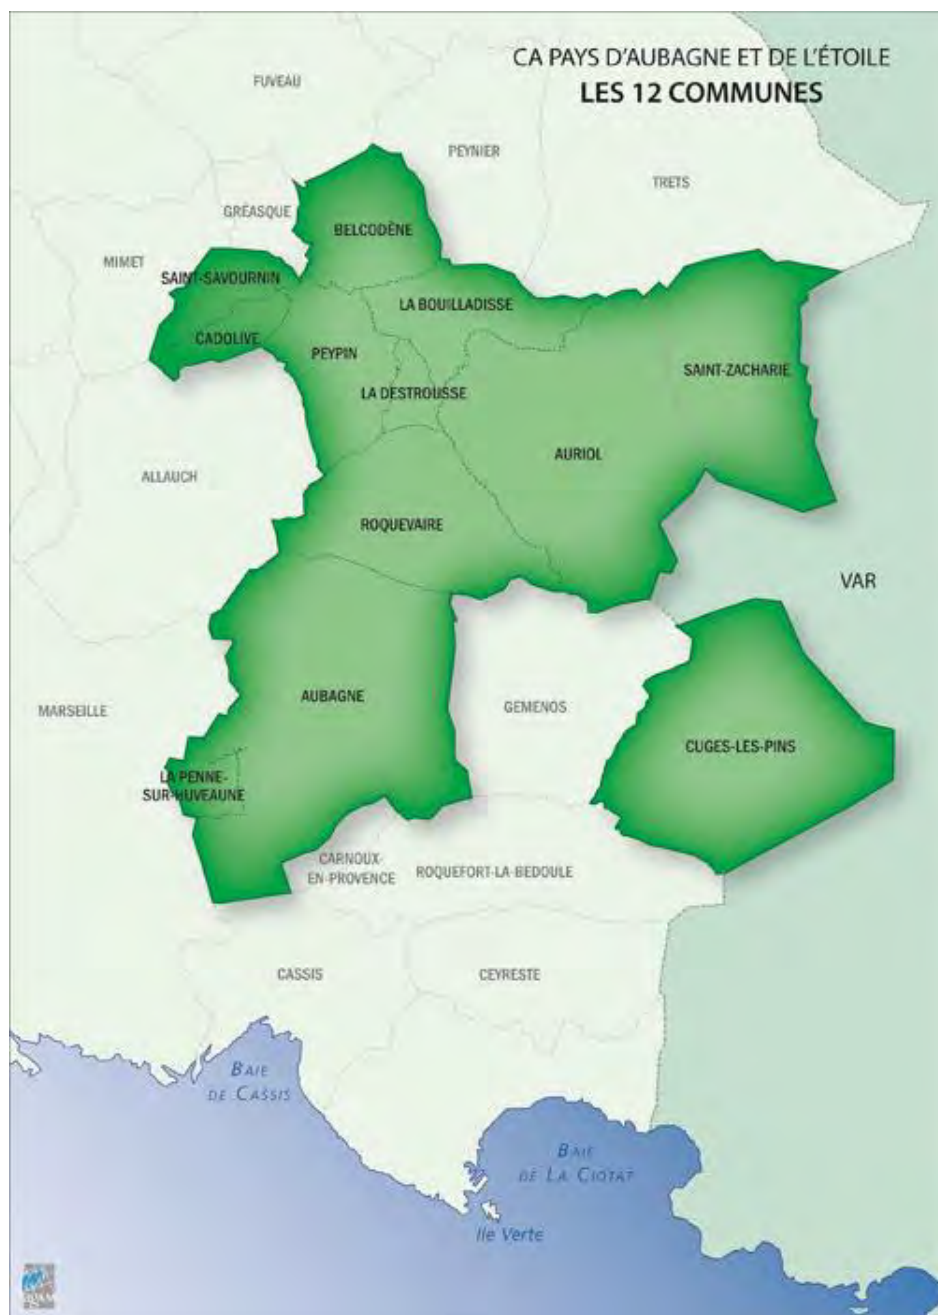 CA PAYS D'AUBAGNE ET DE L'ÉTOILE
LES 12 COMMUNES
FUVEAU
PEYNIER
TRETS
GRÉASQUE
BELCODÈNE
MIMET
SAINT-SAVOURNIN
LA BOUILLADISSE
CADOLIVE
PEYPIN
SAINT-ZACHARIE
LA DESTROUSSE
AURIOL
ALLAUCH
ROQUEVAIRE
VAR
AUBAGNE
GEMENOS
MARSEILLE
CUGES-LES-PINS
LA PENNE-
SUR-HUVEAUNE
CARNOUX-
EN-PROVENCE
ROQUEFORT-LA-BEDOULE
CASSIS
CEYRESTE
BAIE
DE CASSIS
BAIE
DE LA CIOTAT
Ile Verte